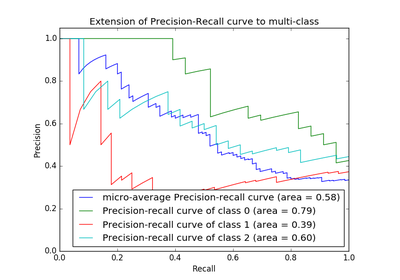 Extension of Precision-Recall curve to multi-class
1.0
0.8
0.6
0.4
0.2
0.0
Precision
micro-average Precision-recall curve (area = 0.58)
Precision-recall curve of class 0 (area = 0.79)
Precision-recall curve of class 1 (area = 0.39)
Precision-recall curve of class 2 (area = 0.60)
0.0 0.2 0.4 0.6 0.8 1.0
Recall